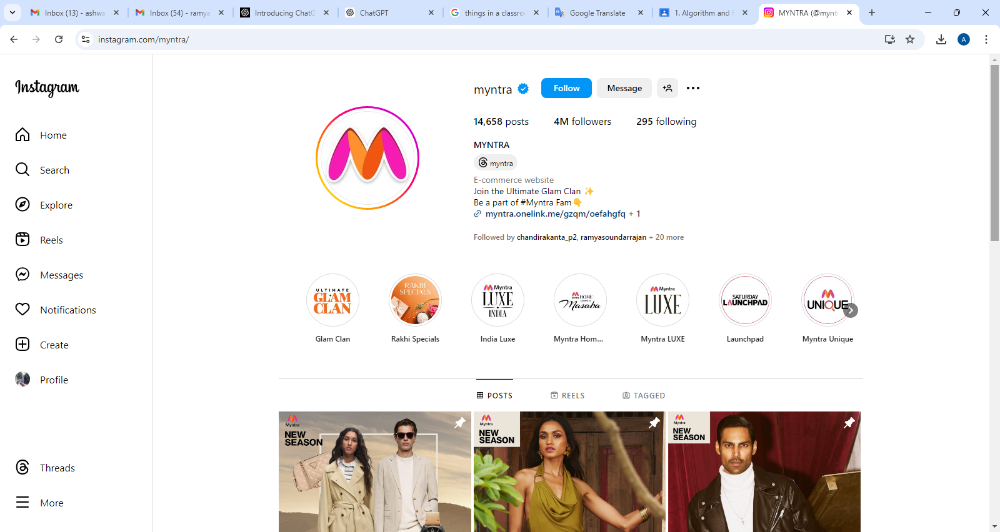 Inbox (13) - ashwa
Inbox (54) - ramya
Introducing ChatG
ChatGPT
things in a classroo
Google Translate
1. Algorithm and f
MYNTRA (@mynt
instagram.com/myntra/
A
Instagram
Home
Search
Explore
Reels
Messages
Notifications
Create
Profile
Threads
More
myntra
Follow
Message
14,658 posts
4M followers
295 following
MYNTRA
myntra
E-commerce website
Join the Ultimate Glam Clan ✨
Be a part of #Myntra Fam👇
myntra.onelink.me/gzqm/oefahgfq + 1
Followed by chandirakanta_p2, ramyasoundarrajan + 20 more
ULTIMATE
GLAM
CLAN
Glam Clan
RAKHI
SPECIALS
Rakhi Specials
Myntra
LUXE
INDIA
India Luxe
Myntra HOME
Curated by
Masaba
Myntra Hom...
Myntra
LUXE
Myntra LUXE
SATURDAY
LAUNCHPAD
Launchpad
UNIQUE
Myntra Unique
POSTS
REELS
TAGGED
Myntra
NEW
SEASON
Myntra
NEW
SEASON
Myntra
NEW
SEASON